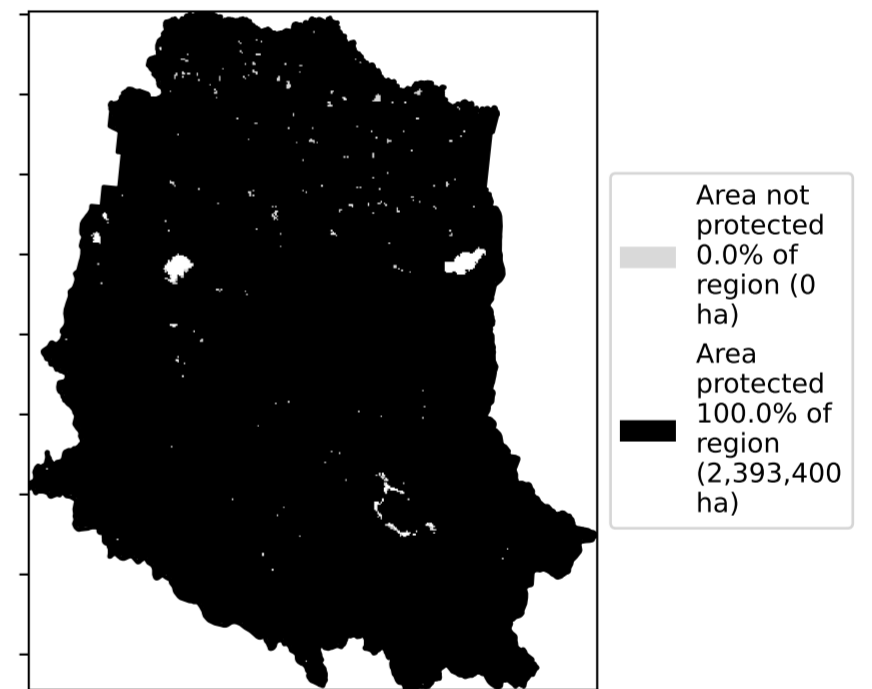 Area not
protected
0.0% of
region (0
ha)
Area
protected
100.0% of
region
(2,393,400
ha)